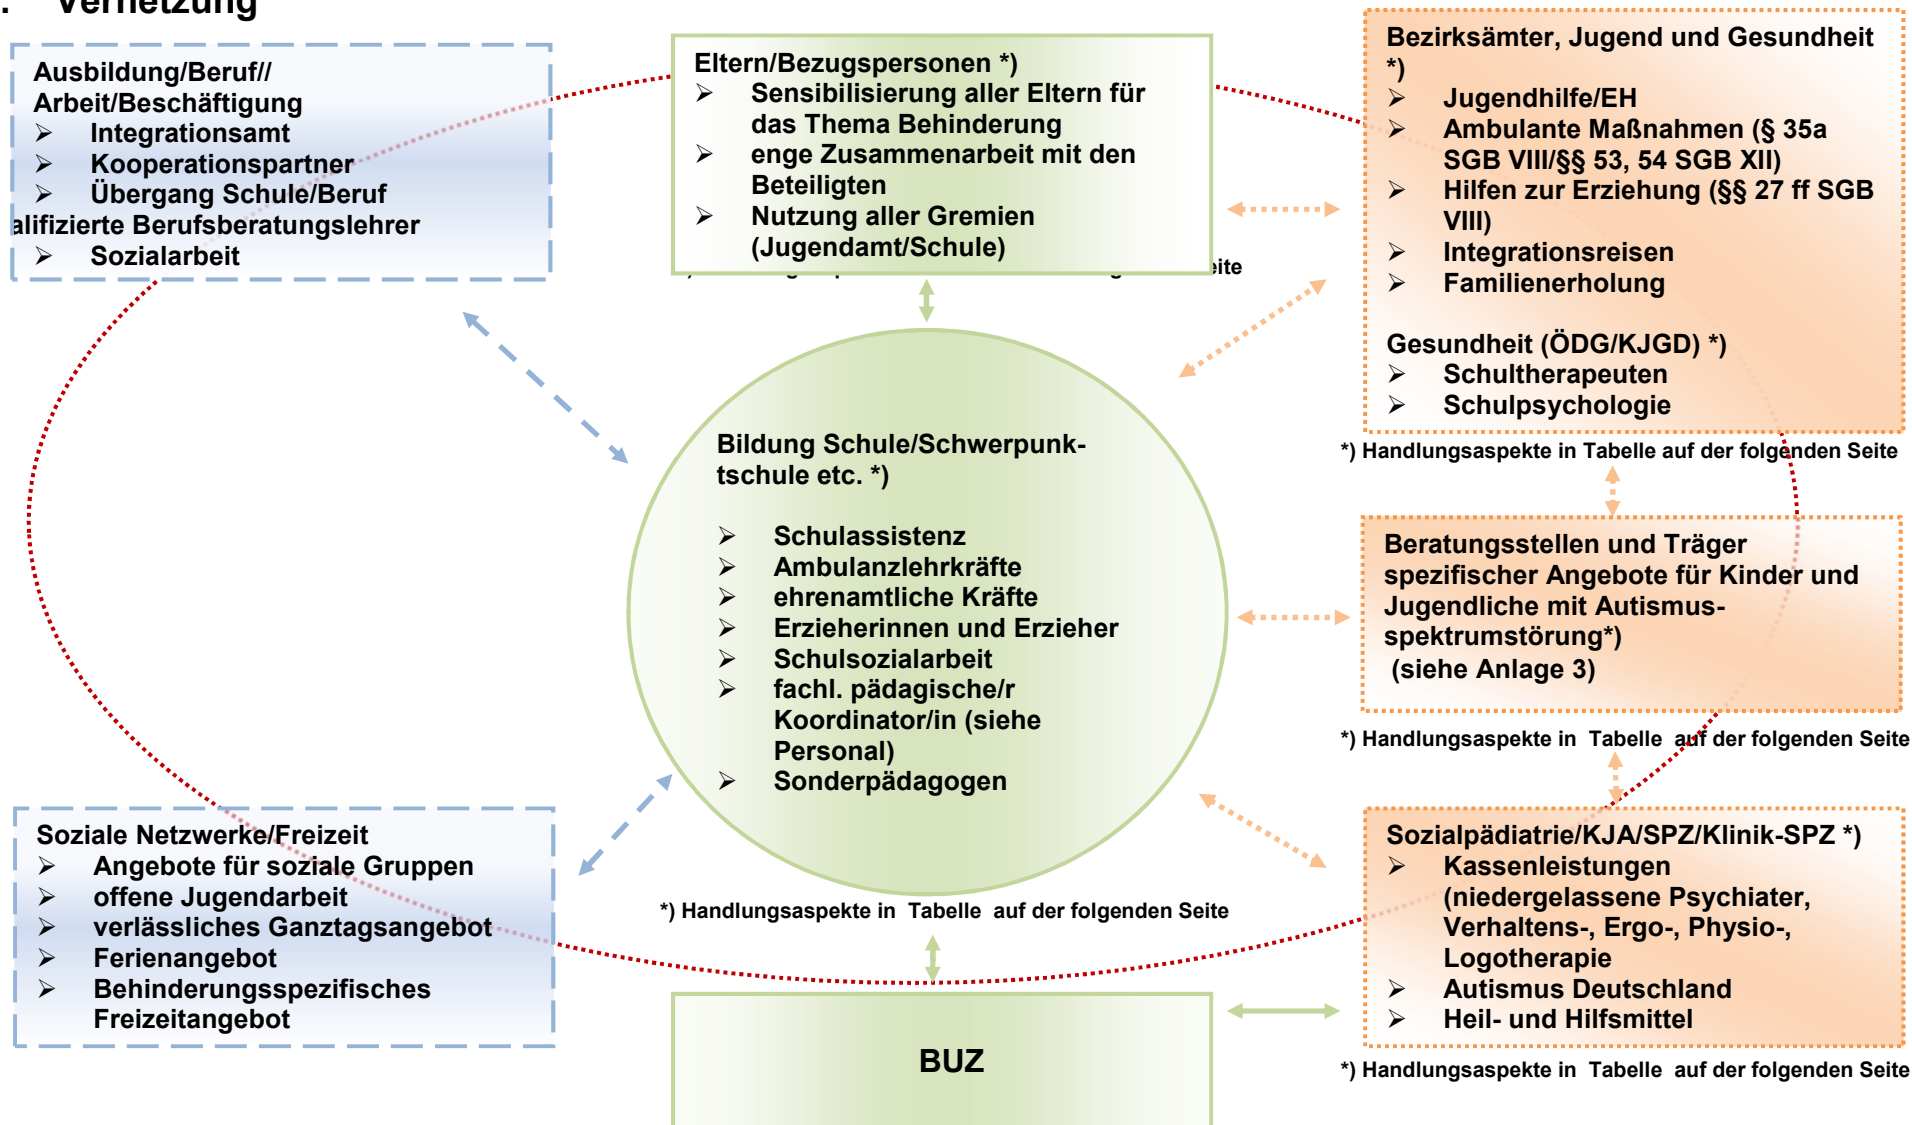 . Vernetzung
Ausbildung/Beruf//
Arbeit/Beschäftigung
➢ Integrationsamt
➢ Kooperationspartner
➢ Übergang Schule/Beruf
alifizierte Berufsberatungslehrer
➢ Sozialarbeit
Eltern/Bezugspersonen *)
➢ Sensibilisierung aller Eltern für
das Thema Behinderung
➢ enge Zusammenarbeit mit den
Beteiligten
➢ Nutzung aller Gremien
(Jugendamt/Schule)
eite
Bezirksämter, Jugend und Gesundheit
*)
➢ Jugendhilfe/EH
➢ Ambulante Maßnahmen (§ 35a
SGB VIII/§§ 53, 54 SGB XII)
➢ Hilfen zur Erziehung (§§ 27 ff SGB
VIII)
➢ Integrationsreisen
➢ Familienerholung
Gesundheit (ÖDG/KJGD) *)
➢ Schultherapeuten
➢ Schulpsychologie
*) Handlungsaspekte in Tabelle auf der folgenden Seite
Bildung Schule/Schwerpunk-
tschule etc. *)
➢ Schulassistenz
➢ Ambulanzlehrkräfte
➢ ehrenamtliche Kräfte
➢ Erzieherinnen und Erzieher
➢ Schulsozialarbeit
➢ fachl. pädagische/r
Koordinator/in (siehe
Personal)
➢ Sonderpädagogen
*) Handlungsaspekte in Tabelle auf der folgenden Seite
Beratungsstellen und Träger
spezifischer Angebote für Kinder und
Jugendliche mit Autismus-
spektrumstörung*)
(siehe Anlage 3)
*) Handlungsaspekte in Tabelle auf der folgenden Seite
Soziale Netzwerke/Freizeit
➢ Angebote für soziale Gruppen
➢ offene Jugendarbeit
➢ verlässliches Ganztagsangebot
➢ Ferienangebot
➢ Behinderungsspezifisches
Freizeitangebot
BUZ
Sozialpädiatrie/KJA/SPZ/Klinik-SPZ *)
➢ Kassenleistungen
(niedergelassene Psychiater,
Verhaltens-, Ergo-, Physio-,
Logotherapie
➢ Autismus Deutschland
➢ Heil- und Hilfsmittel
*) Handlungsaspekte in Tabelle auf der folgenden Seite